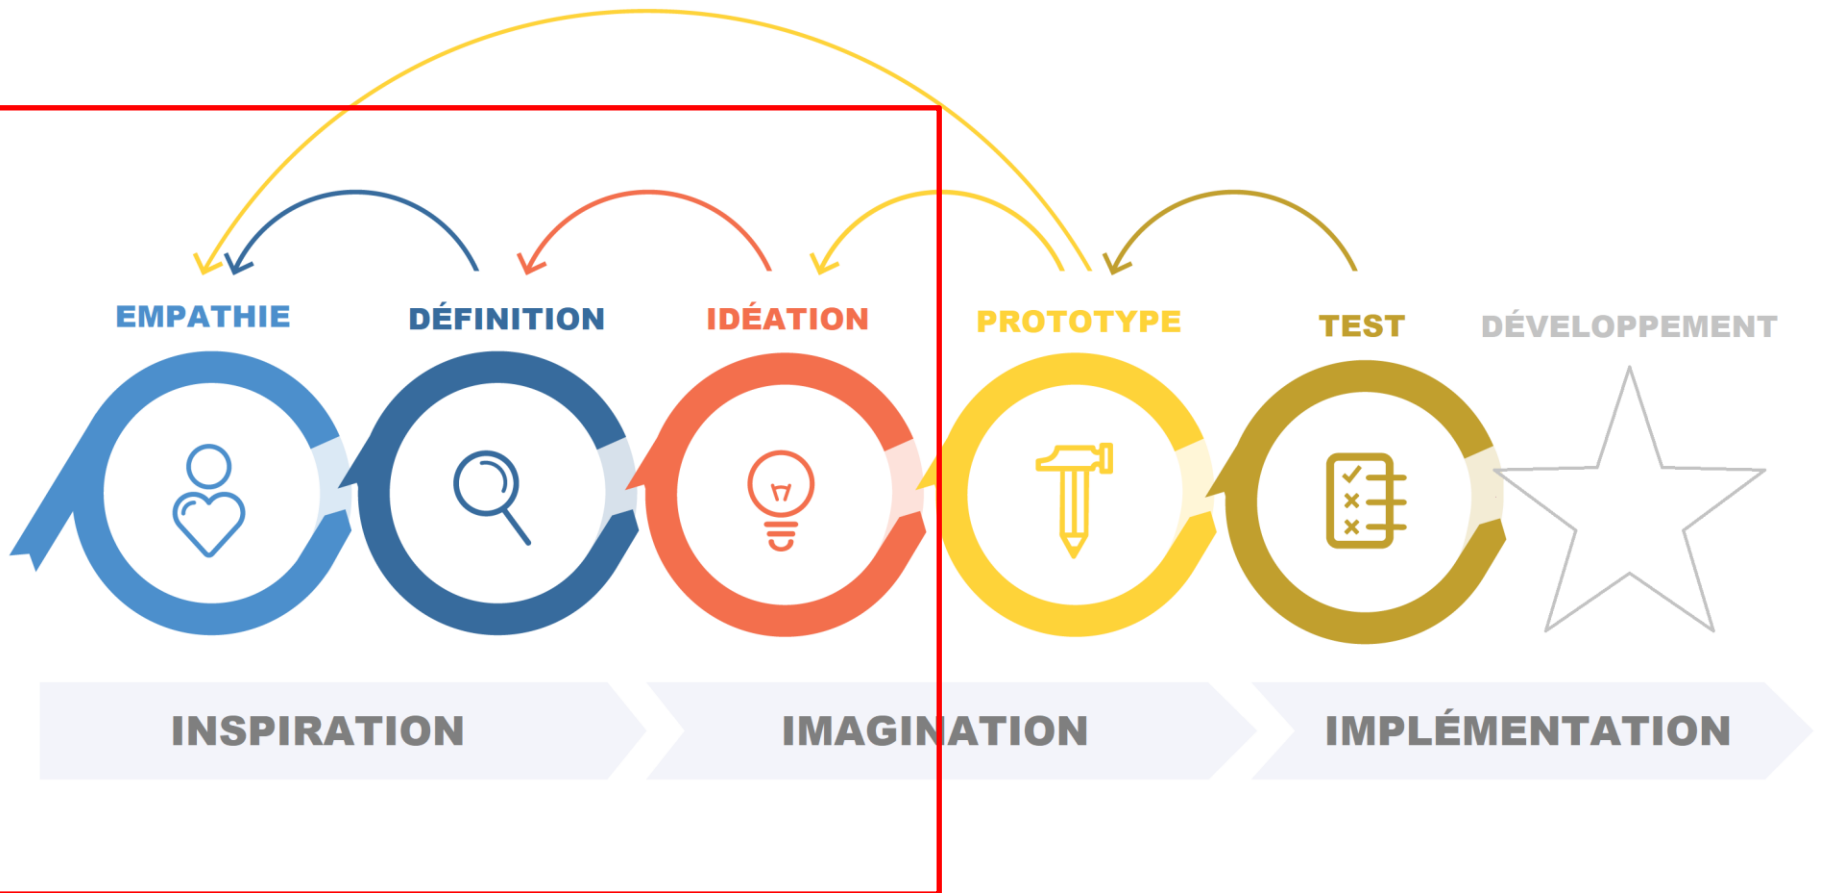 EMPATHIE
DÉFINITION
IDÉATION
PROTOTYPE
TEST
DÉVELOPPEMENT
INSPIRATION
IMAGINATION
IMPLÉMENTATION